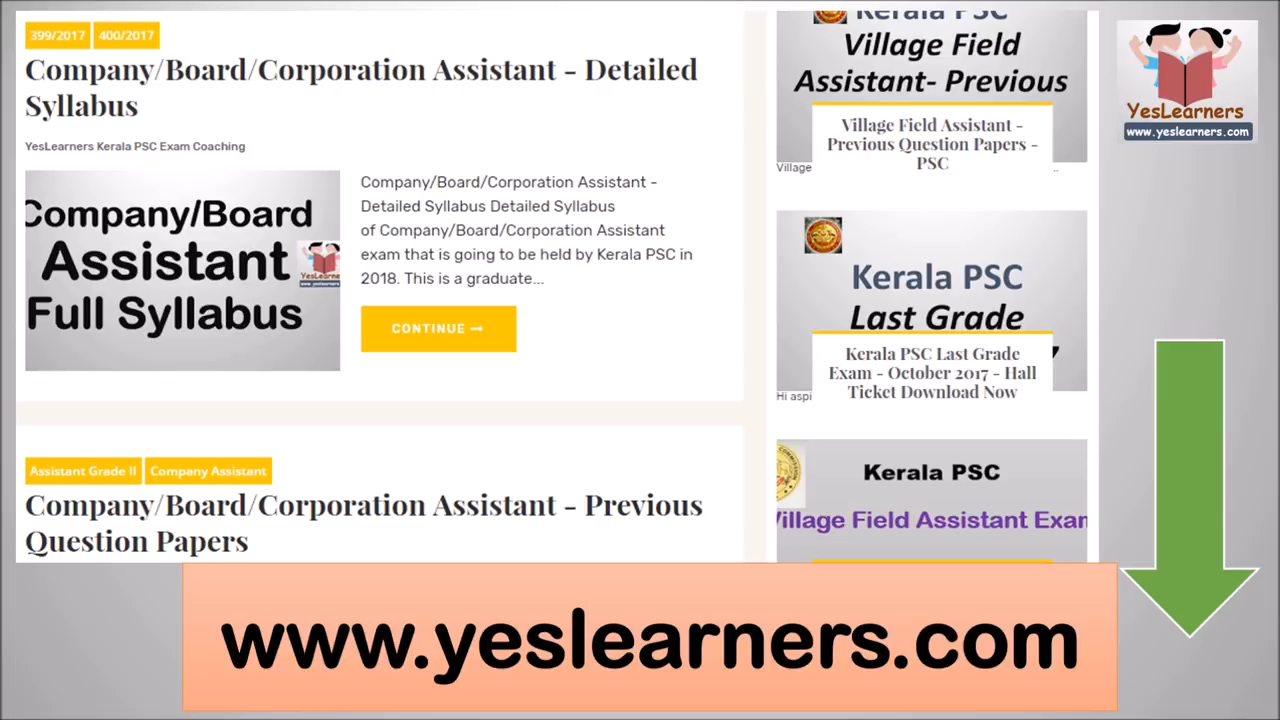 399/2017 400/2017
Company/Board/Corporation Assistant - Detailed
Syllabus
YesLearners Kerala PSC Exam Coaching
Company/Board
Assistant
Full Syllabus
YesLearne
www.yeslearners
Company/Board/Corporation Assistant -
Detailed Syllabus Detailed Syllabus
of Company/Board/Corporation Assistant
exam that is going to be held by Kerala PSC in
2018. This is a graduate...
CONTINUE
Assistant Grade II Company Assistant
Company/Board/Corporation Assistant - Previous
Question Papers
Kerala PSC
Village Field
Assistant- Previous
Village Field Assistant -
Previous Question Papers -
PSC
Village ..
Kerala PSC
Last Grade
Kerala PSC Last Grade
Exam - October 2017 - Hall
Ticket Download Now
Hi aspi
Kerala PSC
Village Field Assistant Exam
YesLearners
www.yeslearners.com
www.yeslearners.com